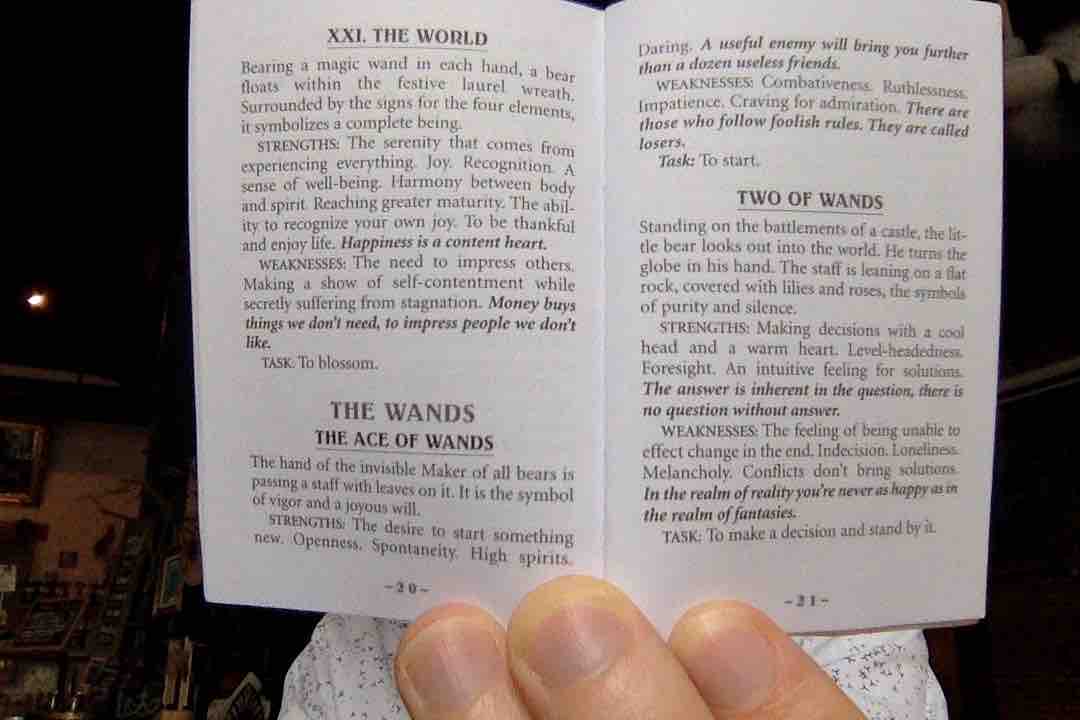 XXI. THE WORLD
Bearing a magic wand in each hand, a bear
floats within the festive laurel wreath.
Surrounded by the signs for the four elements,
it symbolizes a complete being.
STRENGTHS: The serenity that comes from
experiencing everything. Joy. Recognition. A
sense of well-being. Harmony between body
and spirit. Reaching greater maturity. The abil-
ity to recognize your own joy. To be thankful
and enjoy life. Happiness is a content heart.
WEAKNESSES: The need to impress others.
Making a show of self-contentment while
secretly suffering from stagnation. Money buys
things we don't need, to impress people we don't
like.
TASK: To blossom.
THE WANDS
THE ACE OF WANDS
The hand of the invisible Maker of all bears is
passing a staff with leaves on it. It is the symbol
of vigor and a joyous will.
STRENGTHS: The desire to start something
new. Openness. Spontaneity. High spirits.
-20-
Daring. A useful enemy will bring you further
than a dozen useless friends.
WEAKNESSES: Combativeness. Ruthlessness.
Impatience. Craving for admiration. There are
those who follow foolish rules. They are called
losers.
Task: To start.
TWO OF WANDS
Standing on the battlements of a castle, the lit-
tle bear looks out into the world. He turns the
globe in his hand. The staff is leaning on a flat
rock, covered with lilies and roses, the symbols
of purity and silence.
STRENGTHS: Making decisions with a cool
head and a warm heart. Level-headedness.
Foresight. An intuitive feeling for solutions.
The answer is inherent in the question, there is
no question without answer.
WEAKNESSES: The feeling of being unable to
effect change in the end. Indecision. Loneliness.
Melancholy. Conflicts don't bring solutions.
In the realm of reality you're never as happy as in
the realm of fantasies.
TASK: To make a decision and stand by it.
-21-